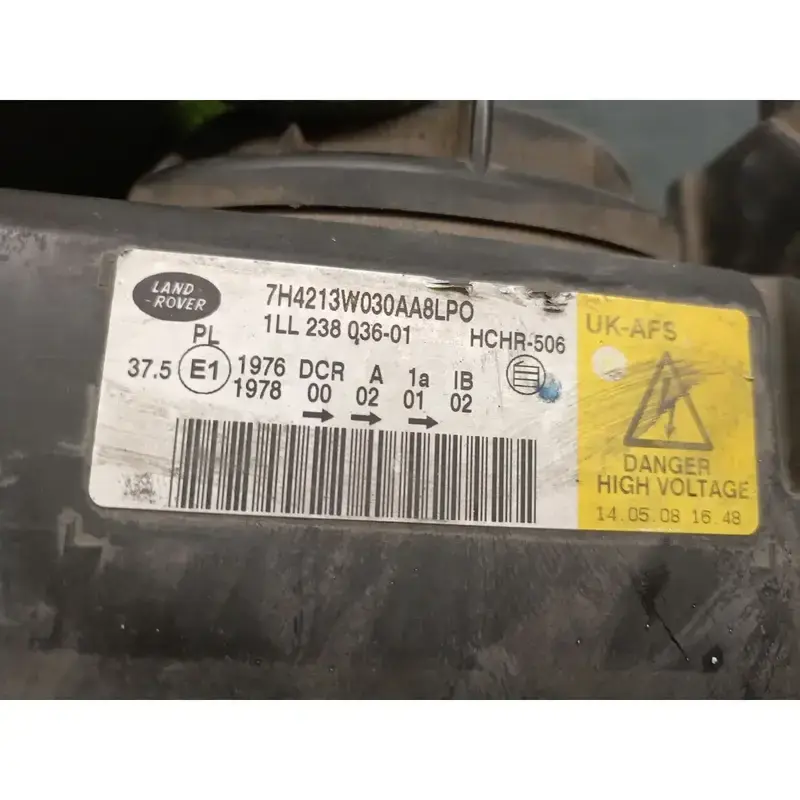 LAND
-ROVER
7H4213W030AA8LPO
1LL 238 036-01
HCHR-506
PL
37.5 E1 1976 DCR A 1a IB
1978 00 02 01 02
→ → →
UK-AFS
DANGER
HIGH VOLTAGE
14.05.08 16.48